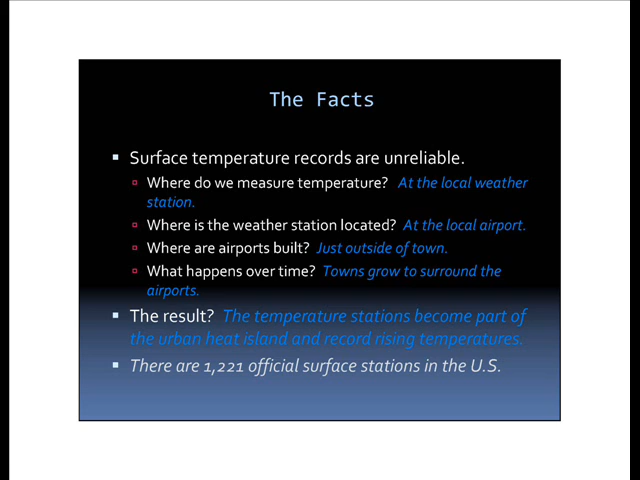 The Facts
Surface temperature records are unreliable.
Where do we measure temperature? At the local weather
station.
Where is the weather station located? At the local airport.
Where are airports built? Just outside of town.
What happens over time? Towns grow to surround the
airports.
The result? The temperature stations become part of
the urban heat island and record rising temperatures.
There are 1,221 official surface stations in the U.S.